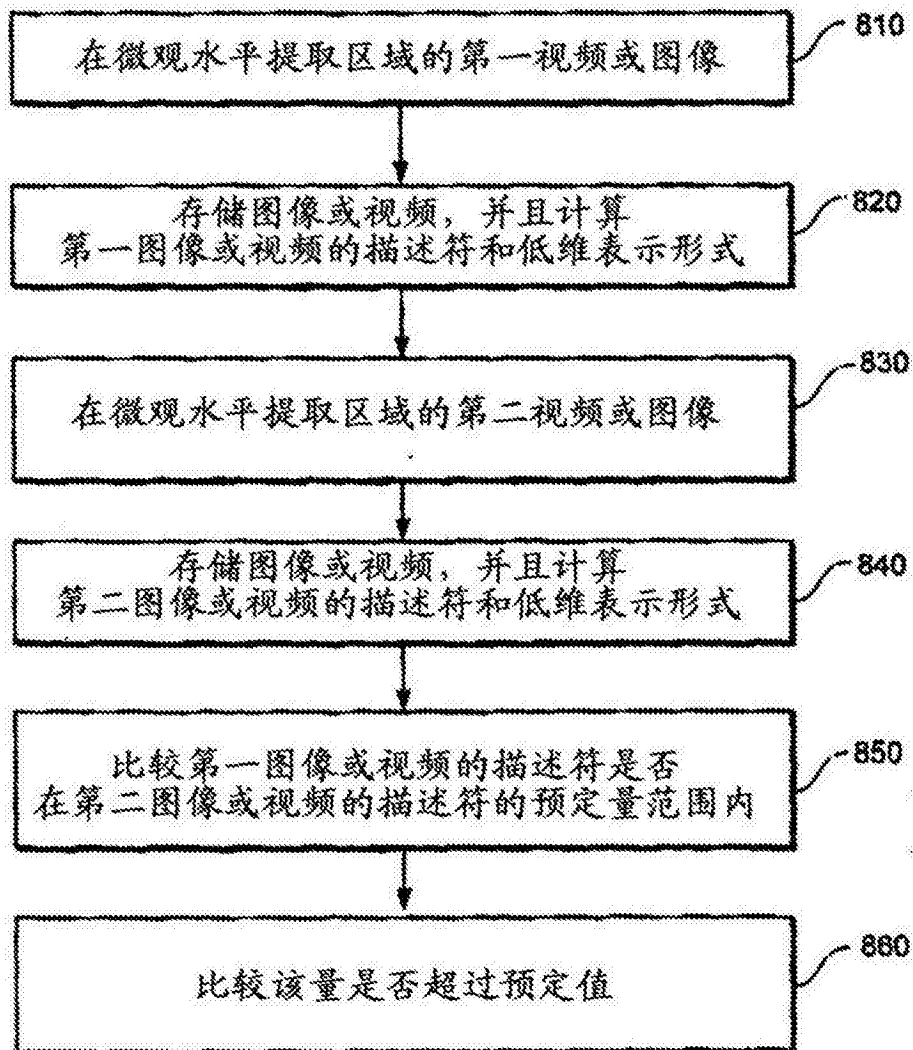 在微观水平提取区域的第一视频或图像
810
存储图像或视频，并且计算
第一图像或视频的描述符和低维表示形式
820
在微观水平提取区域的第二视频或图像
830
存储图像或视频，并且计算
第二图像或视频的描述符和低维表示形式
840
比较第一图像或视频的描述符是否
在第二图像或视频的描述符的预定量范围内
850
比较该量是否超过预定值
860